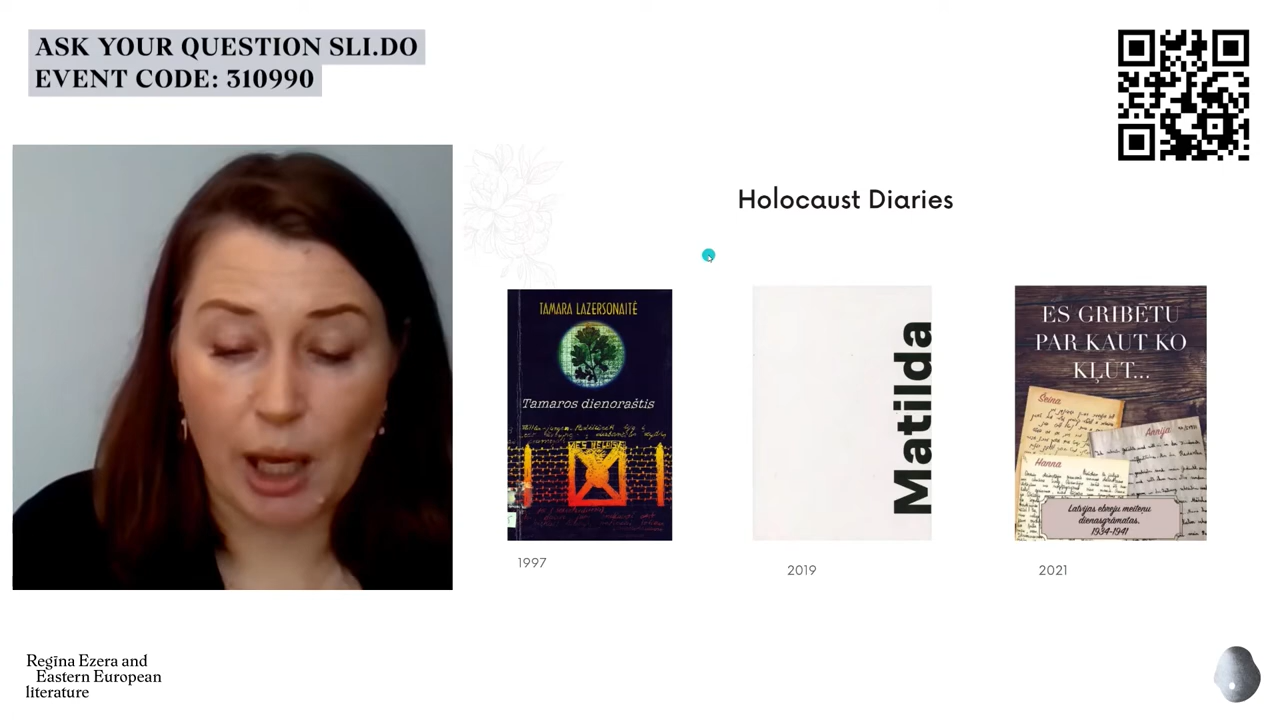 ASK YOUR QUESTION SLI.DO
EVENT CODE: 310990
Holocaust Diaries
TAMARA LAZERSONAITĖ
Tamaros dienoraštis
Matilda
ES GRIBĒTU
PAR KAUT KO
KĻŪT...
Šeina
Annija
Hanna
Latvijas ebreju meiteņu
dienasgrāmatas.
1934-1941
1997
2019
2021
Regīna Ezera and
Eastern European
literature